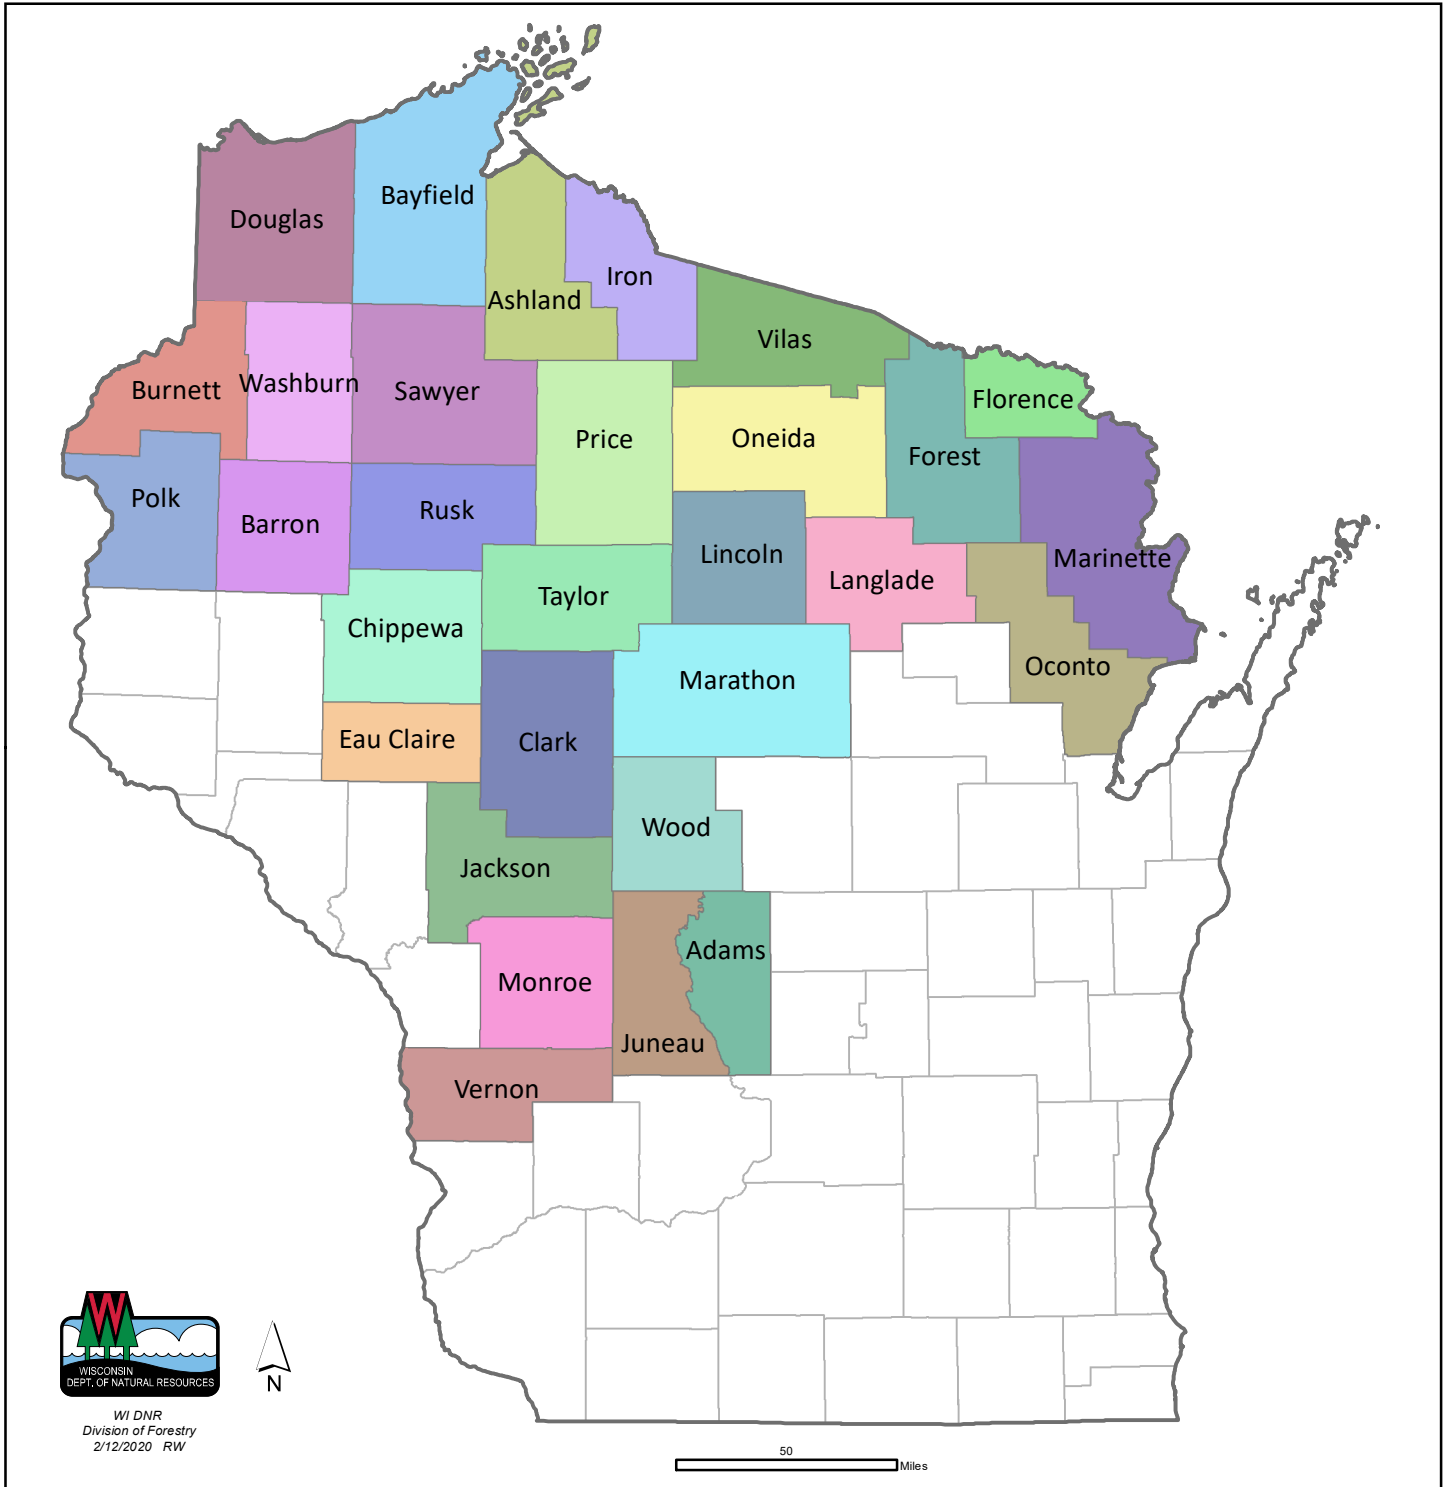 Bayfield
Douglas
Iron
Ashland
Vilas
Burnett
Washburn
Sawyer
Florence
Price
Oneida
Forest
Polk
Barron
Rusk
Lincoln
Marinette
Langlade
Taylor
Chippewa
Oconto
Marathon
Eau Claire
Clark
Wood
Jackson
Adams
Monroe
Juneau
Vernon
W
WISCONSIN
DEPT. OF NATURAL RESOURCES
N
WI DNR
Division of Forestry
2/12/2020 RW
50
Miles